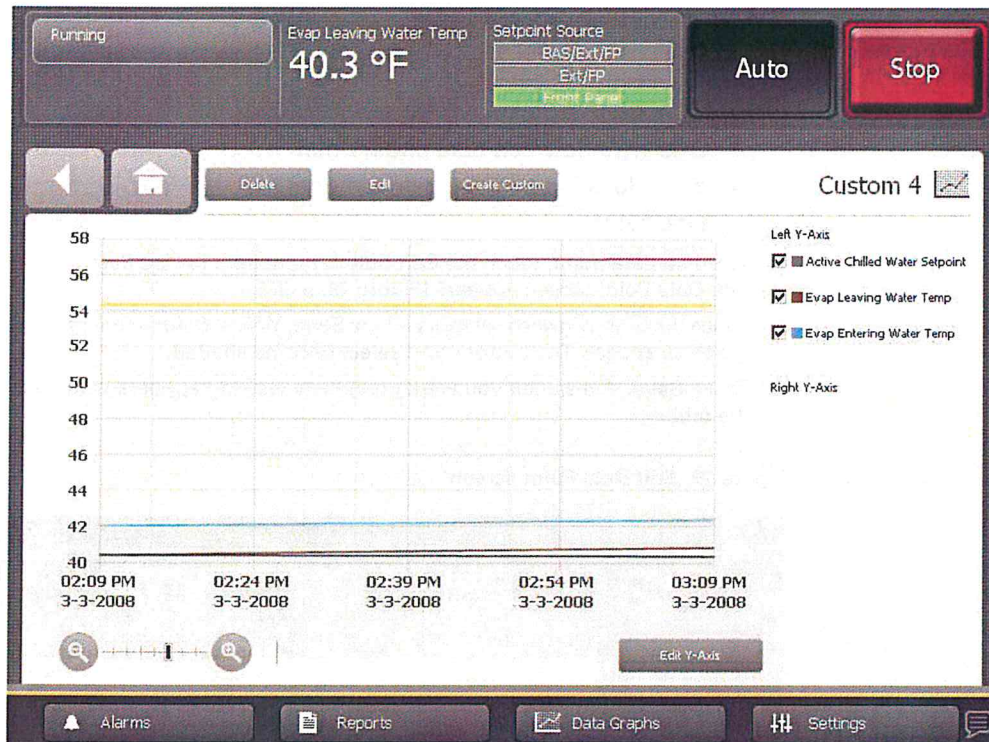 Running
Evap Leaving Water Temp
40.3 °F
Setpoint Source
BAS/Ext/FP
Ext/FP
Front Panel
Auto
Stop
Delete
Edit
Create Custom
Custom 4
58
56
54
52
50
48
46
44
42
40
02:09 PM
3-3-2008
02:24 PM
3-3-2008
02:39 PM
3-3-2008
02:54 PM
3-3-2008
03:09 PM
3-3-2008
Left Y-Axis
Active Chilled Water Setpoint
Evap Leaving Water Temp
Evap Entering Water Temp
Right Y-Axis
Edit Y-Axis
Alarms
Reports
Data Graphs
Settings